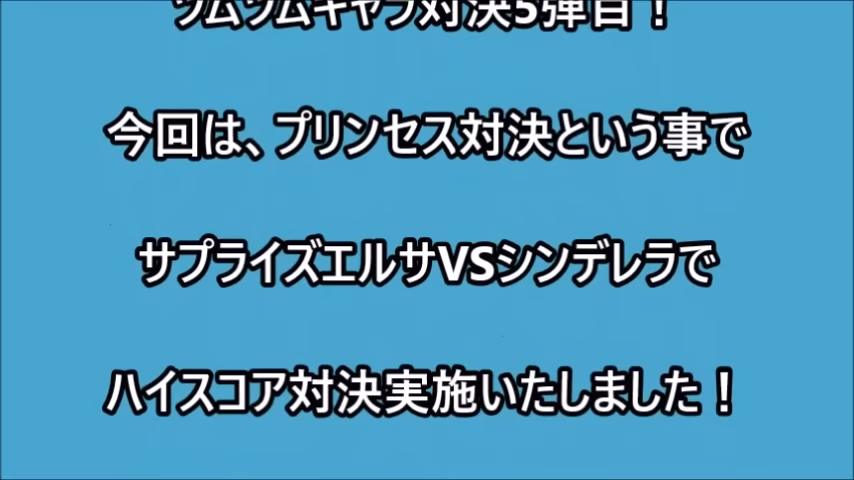 ツムツムキャラ対決5弾目！
今回は、プリンセス対決という事で
サプライズエルサVSシンデレラで
ハイスコア対決実施いたしました！